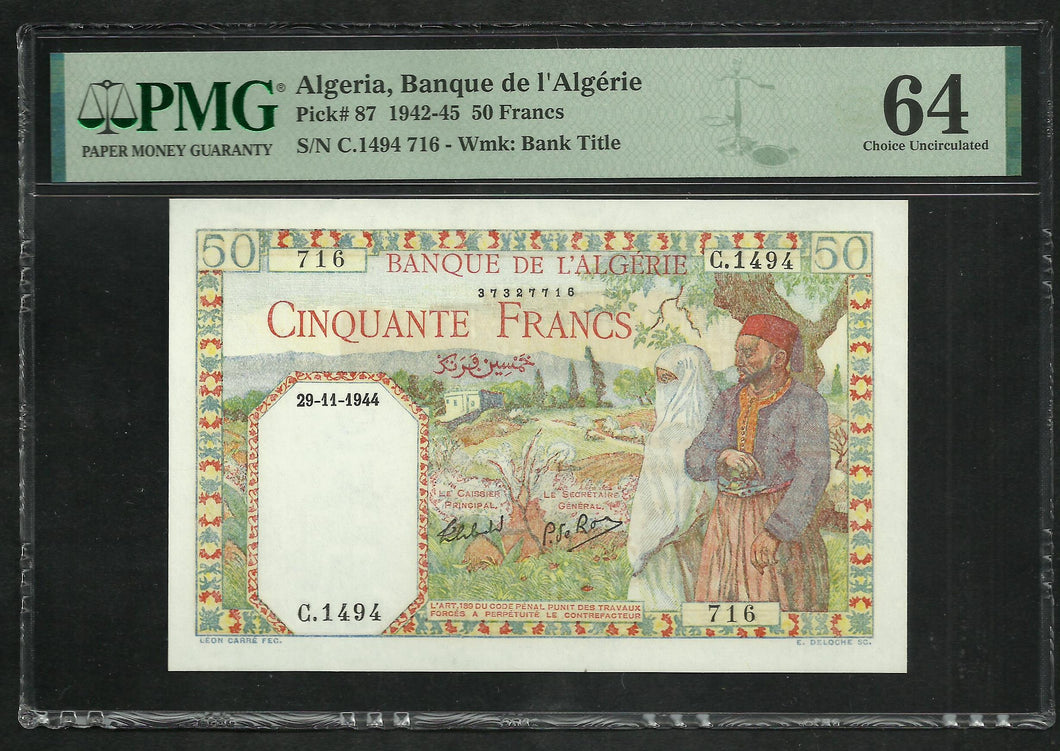 PMG®
PAPER MONEY GUARANTY
Algeria, Banque de l'Algérie
Pick# 87 1942-45 50 Francs
S/N C.1494 716 - Wmk: Bank Title
64
Choice Uncirculated
50
716
BANQUE DE L'ALGÉRIE
C.1494
50
37327716
CINQUANTE FRANCS
خمسين فرنك
29-11-1944
LE CAISSIER
PRINCIPAL,
LE SECRÉTAIRE
GÉNÉRAL,
C.1494
L'ART. 139 DU CODE PÉNAL PUNIT DES TRAVAUX
FORCÉS A PERPÉTUITÉ LE CONTREFACTEUR
716
LÉON CARRÉ FEC.
E. DELOCHE SC.